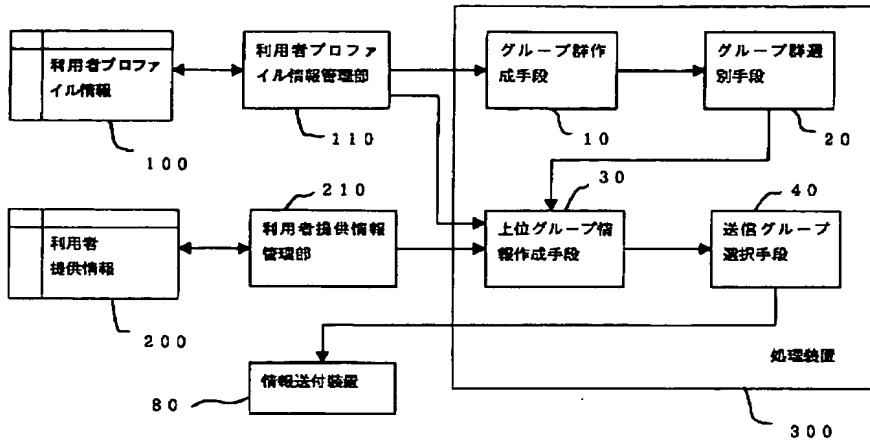 利用者プロファ
イル情報
100
利用者プロファ
イル情報管理部
110
グループ群作
成手段
10
グループ群選
別手段
20
利用者
提供情報
200
210
利用者提供情報
管理部
30
上位グループ情
報作成手段
40
送信グループ
選択手段
情報送付装置
80
処理装置
300